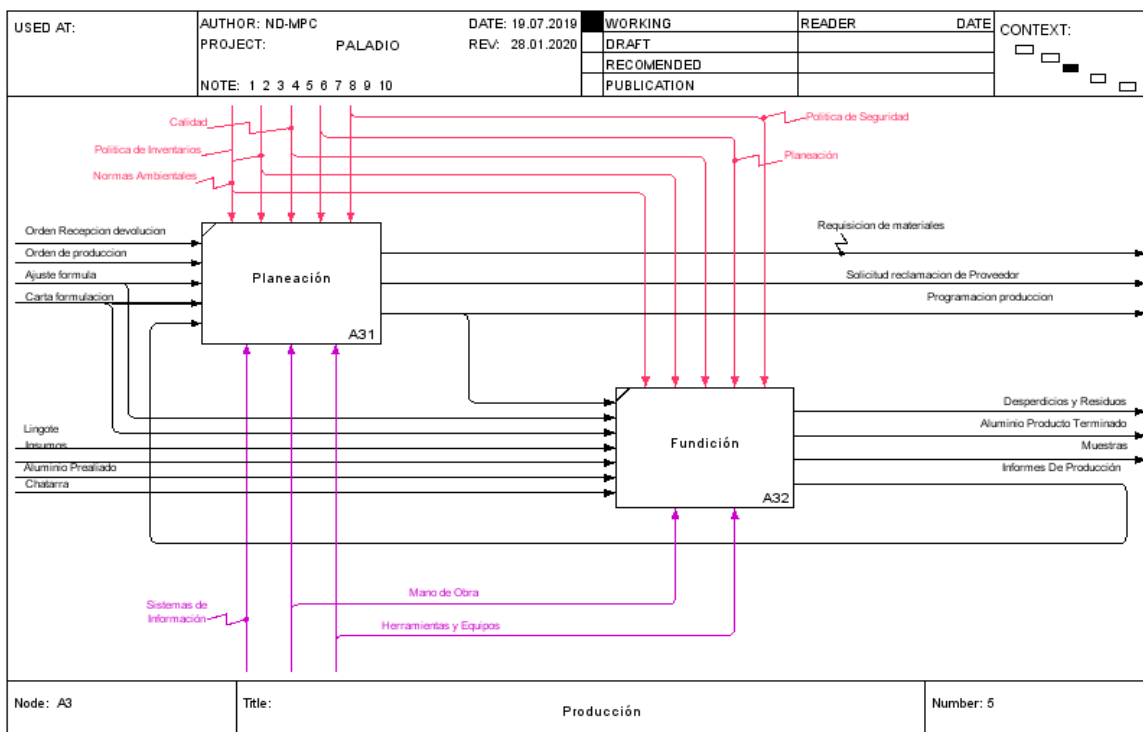 USED AT:
AUTHOR: ND-MPC
DATE: 19.07.2019
PROJECT: PALADIO
REV: 28.01.2020
NOTE: 1 2 3 4 5 6 7 8 9 10
WORKING
DRAFT
RECOMENDED
PUBLICATION
READER
DATE
CONTEXT:
Calidad
Politica de Inventarios
Normas Ambientales
Politica de Seguridad
Planeación
Orden Recepcion devolucion
Orden de produccion
Ajuste formula
Carta formulacion
Planeación
A31
Requisicion de materiales
Solicitud reclamacion de Proveedor
Programacion produccion
Lingote
Insumos
Aluminio Prealiado
Chatarra
Fundición
A32
Desperdicios y Residuos
Aluminio Producto Terminado
Muestras
Informes De Producción
Sistemas de
Información
Mano de Obra
Herramientas y Equipos
Node: A3
Title:
Producción
Number: 5